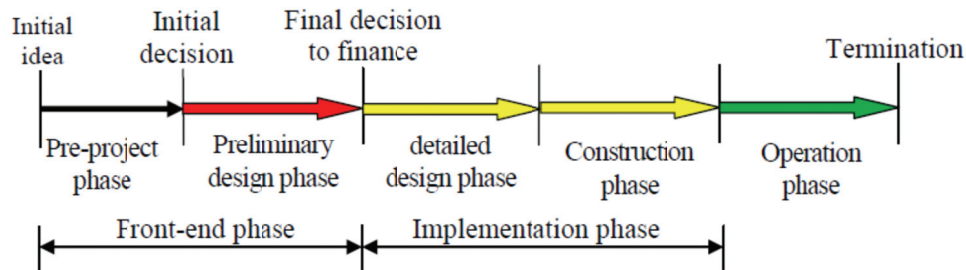 Initial
idea
Initial
decision
Final decision
to finance
Termination
Pre-project
phase
Preliminary
design phase
detailed
design phase
Construction
phase
Operation
phase
Front-end phase
Implementation phase